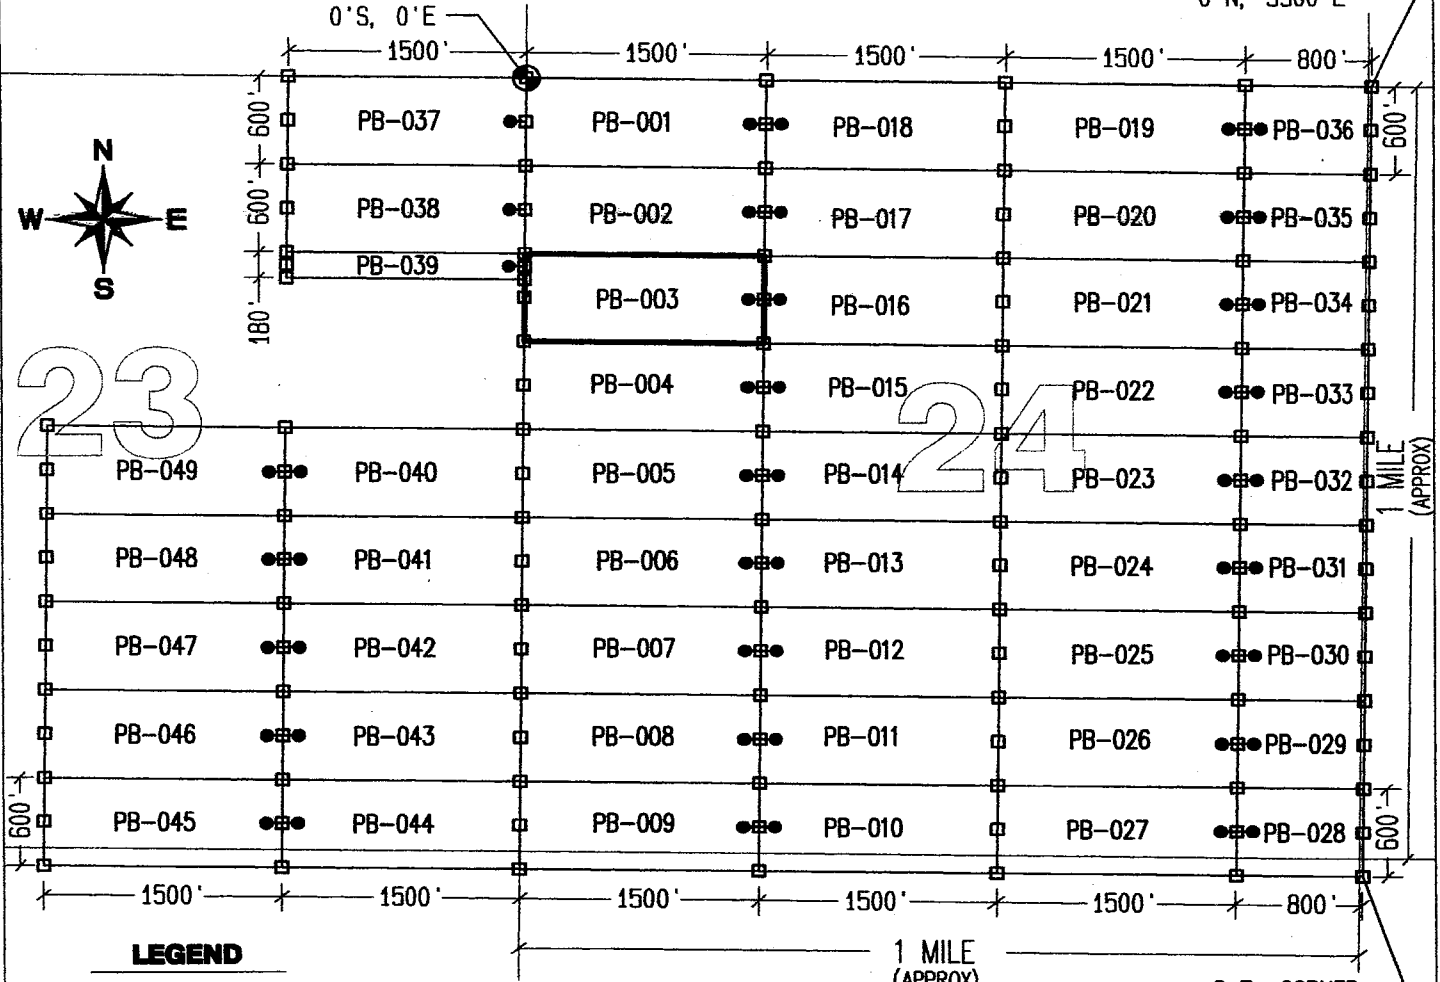 0'S, 0'E
1500' 1500' 1500' 1500' 800'
600' PB-037 PB-001 PB-018 PB-019 PB-036 600'
N
W E
S
600' PB-038 PB-002 PB-017 PB-020 PB-035
PB-039
180' PB-003 PB-016 PB-021 PB-034
23
PB-004 PB-015 PB-022 PB-033
24
1 MILE
(APPROX)
PB-049 PB-040 PB-005 PB-014 PB-023 PB-032
PB-048 PB-041 PB-006 PB-013 PB-024 PB-031
PB-047 PB-042 PB-007 PB-012 PB-025 PB-030
PB-046 PB-043 PB-008 PB-011 PB-026 PB-029
600' PB-045 PB-044 PB-009 PB-010 PB-027 PB-028 600'
1500' 1500' 1500' 1500' 1500' 800'
LEGEND
1 MILE
(APPROX)